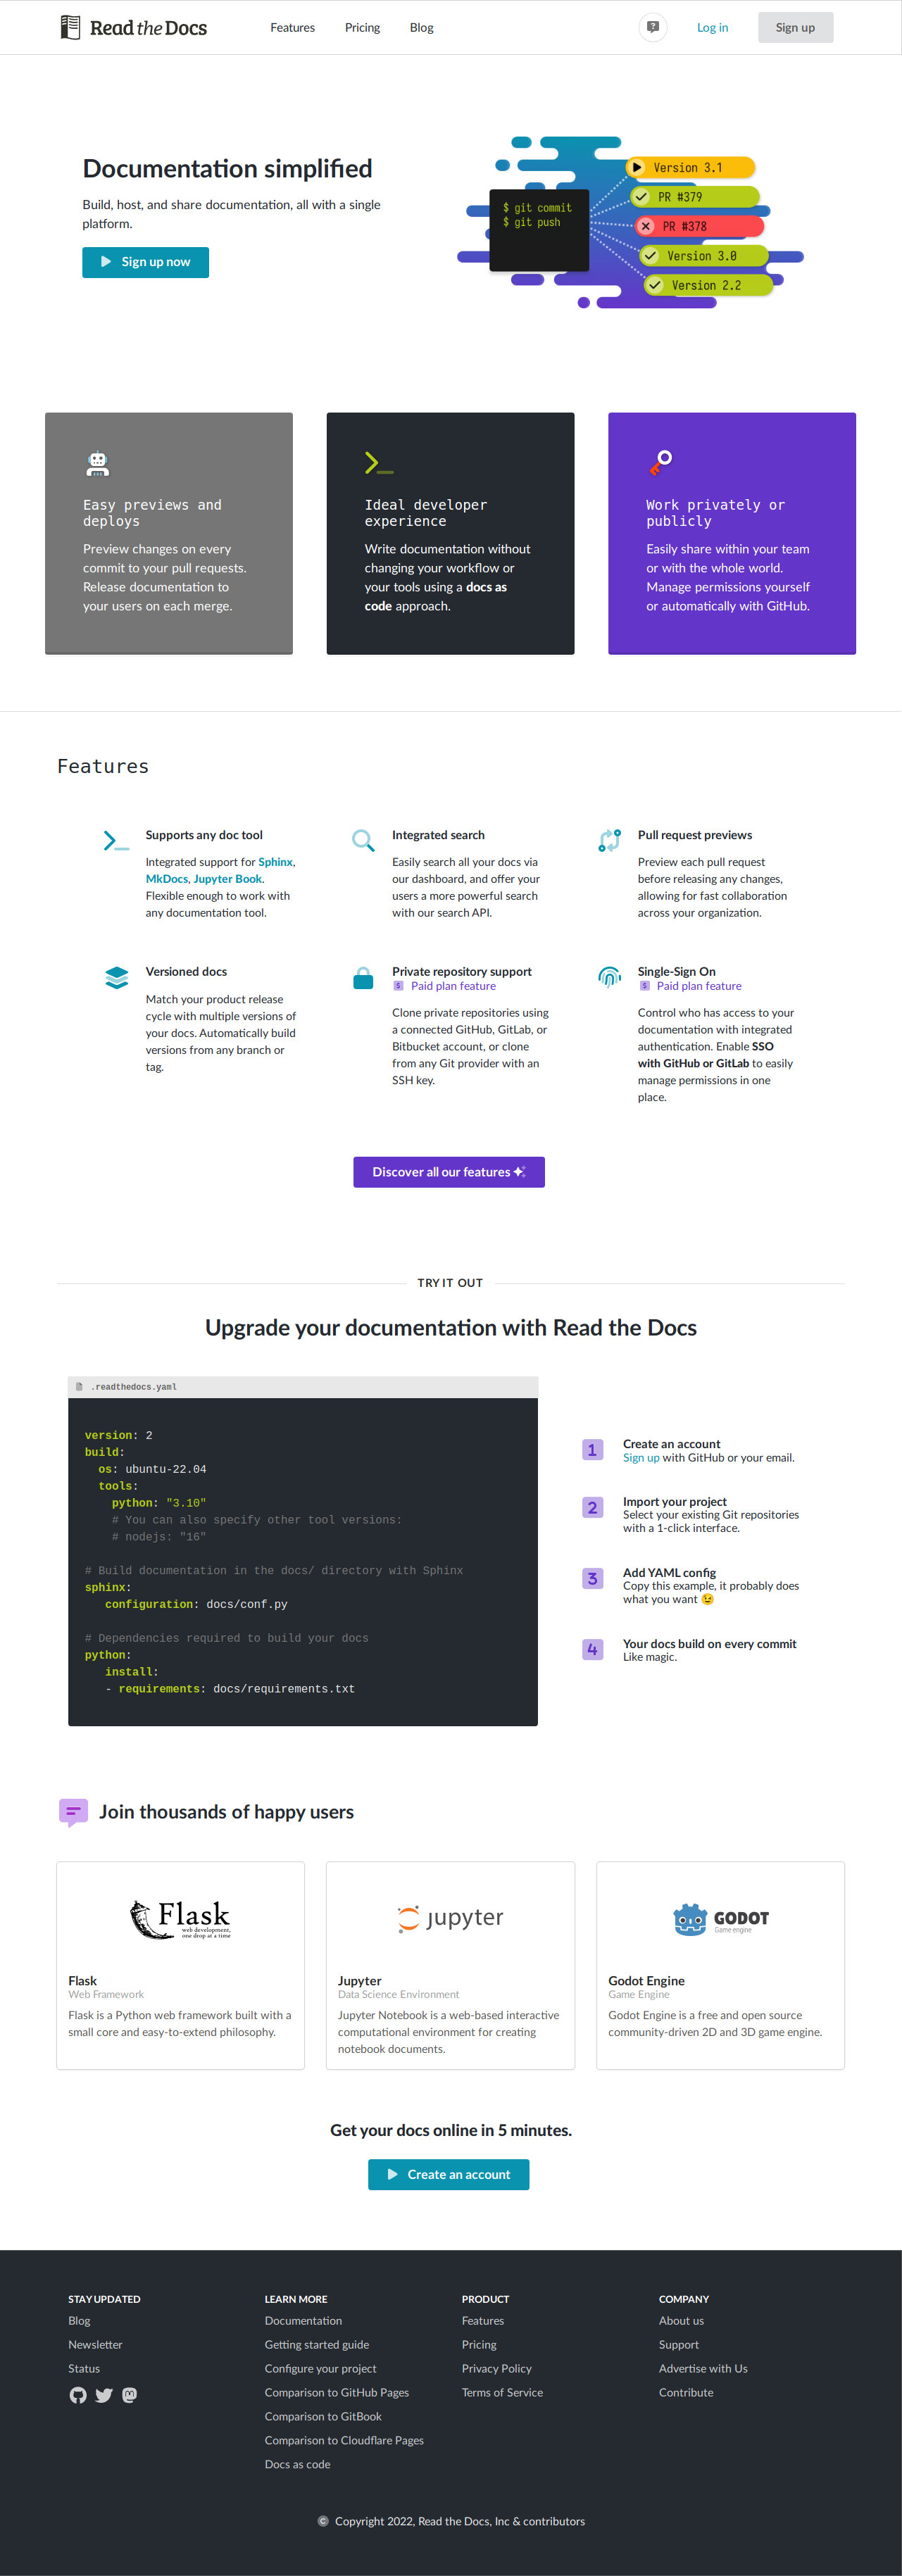 Read the Docs
Features
Pricing
Blog
?
Log in
Sign up
Documentation simplified
Build, host, and share documentation, all with a single
platform.
Sign up now
$ git commit
$ git push
Version 3.1
PR #379
PR #378
Version 3.0
Version 2.2
Easy previews and
deploys
Preview changes on every
commit to your pull requests.
Release documentation to
your users on each merge.
Ideal developer
experience
Write documentation without
changing your workflow or
your tools using a docs as
code approach.
Work privately or
publicly
Easily share within your team
or with the whole world.
Manage permissions yourself
or automatically with GitHub.
Features
Supports any doc tool
Integrated support for Sphinx,
MkDocs, Jupyter Book.
Flexible enough to work with
any documentation tool.
Integrated search
Easily search all your docs via
our dashboard, and offer your
users a more powerful search
with our search API.
Pull request previews
Preview each pull request
before releasing any changes,
allowing for fast collaboration
across your organization.
Versioned docs
Match your product release
cycle with multiple versions of
your docs. Automatically build
versions from any branch or
tag.
Private repository support
$ Paid plan feature
Clone private repositories using
a connected GitHub, GitLab, or
Bitbucket account, or clone
from any Git provider with an
SSH key.
Single-Sign On
$ Paid plan feature
Control who has access to your
documentation with integrated
authentication. Enable SSO
with GitHub or GitLab to easily
manage permissions in one
place.
Discover all our features
TRY IT OUT
Upgrade your documentation with Read the Docs
.readthedocs.yaml
version: 2
build:
os: ubuntu-22.04
tools:
python: "3.10"
# You can also specify other tool versions:
# nodejs: "16"
# Build documentation in the docs/ directory with Sphinx
sphinx:
configuration: docs/conf.py
# Dependencies required to build your docs
python:
install:
- requirements: docs/requirements.txt
1
Create an account
Sign up with GitHub or your email.
2
Import your project
Select your existing Git repositories
with a 1-click interface.
3
Add YAML config
Copy this example, it probably does
what you want 😉
4
Your docs build on every commit
Like magic.
Join thousands of happy users
Flask
web development,
one drop at a time
Flask
Web Framework
Flask is a Python web framework built with a
small core and easy-to-extend philosophy.
jupyter
Jupyter
Data Science Environment
Jupyter Notebook is a web-based interactive
computational environment for creating
notebook documents.
GODOT
Game engine
Godot Engine
Game Engine
Godot Engine is a free and open source
community-driven 2D and 3D game engine.
Get your docs online in 5 minutes.
Create an account
STAY UPDATED
Blog
Newsletter
Status
LEARN MORE
Documentation
Getting started guide
Configure your project
Comparison to GitHub Pages
Comparison to GitBook
Comparison to Cloudflare Pages
Docs as code
PRODUCT
Features
Pricing
Privacy Policy
Terms of Service
COMPANY
About us
Support
Advertise with Us
Contribute
© Copyright 2022, Read the Docs, Inc & contributors